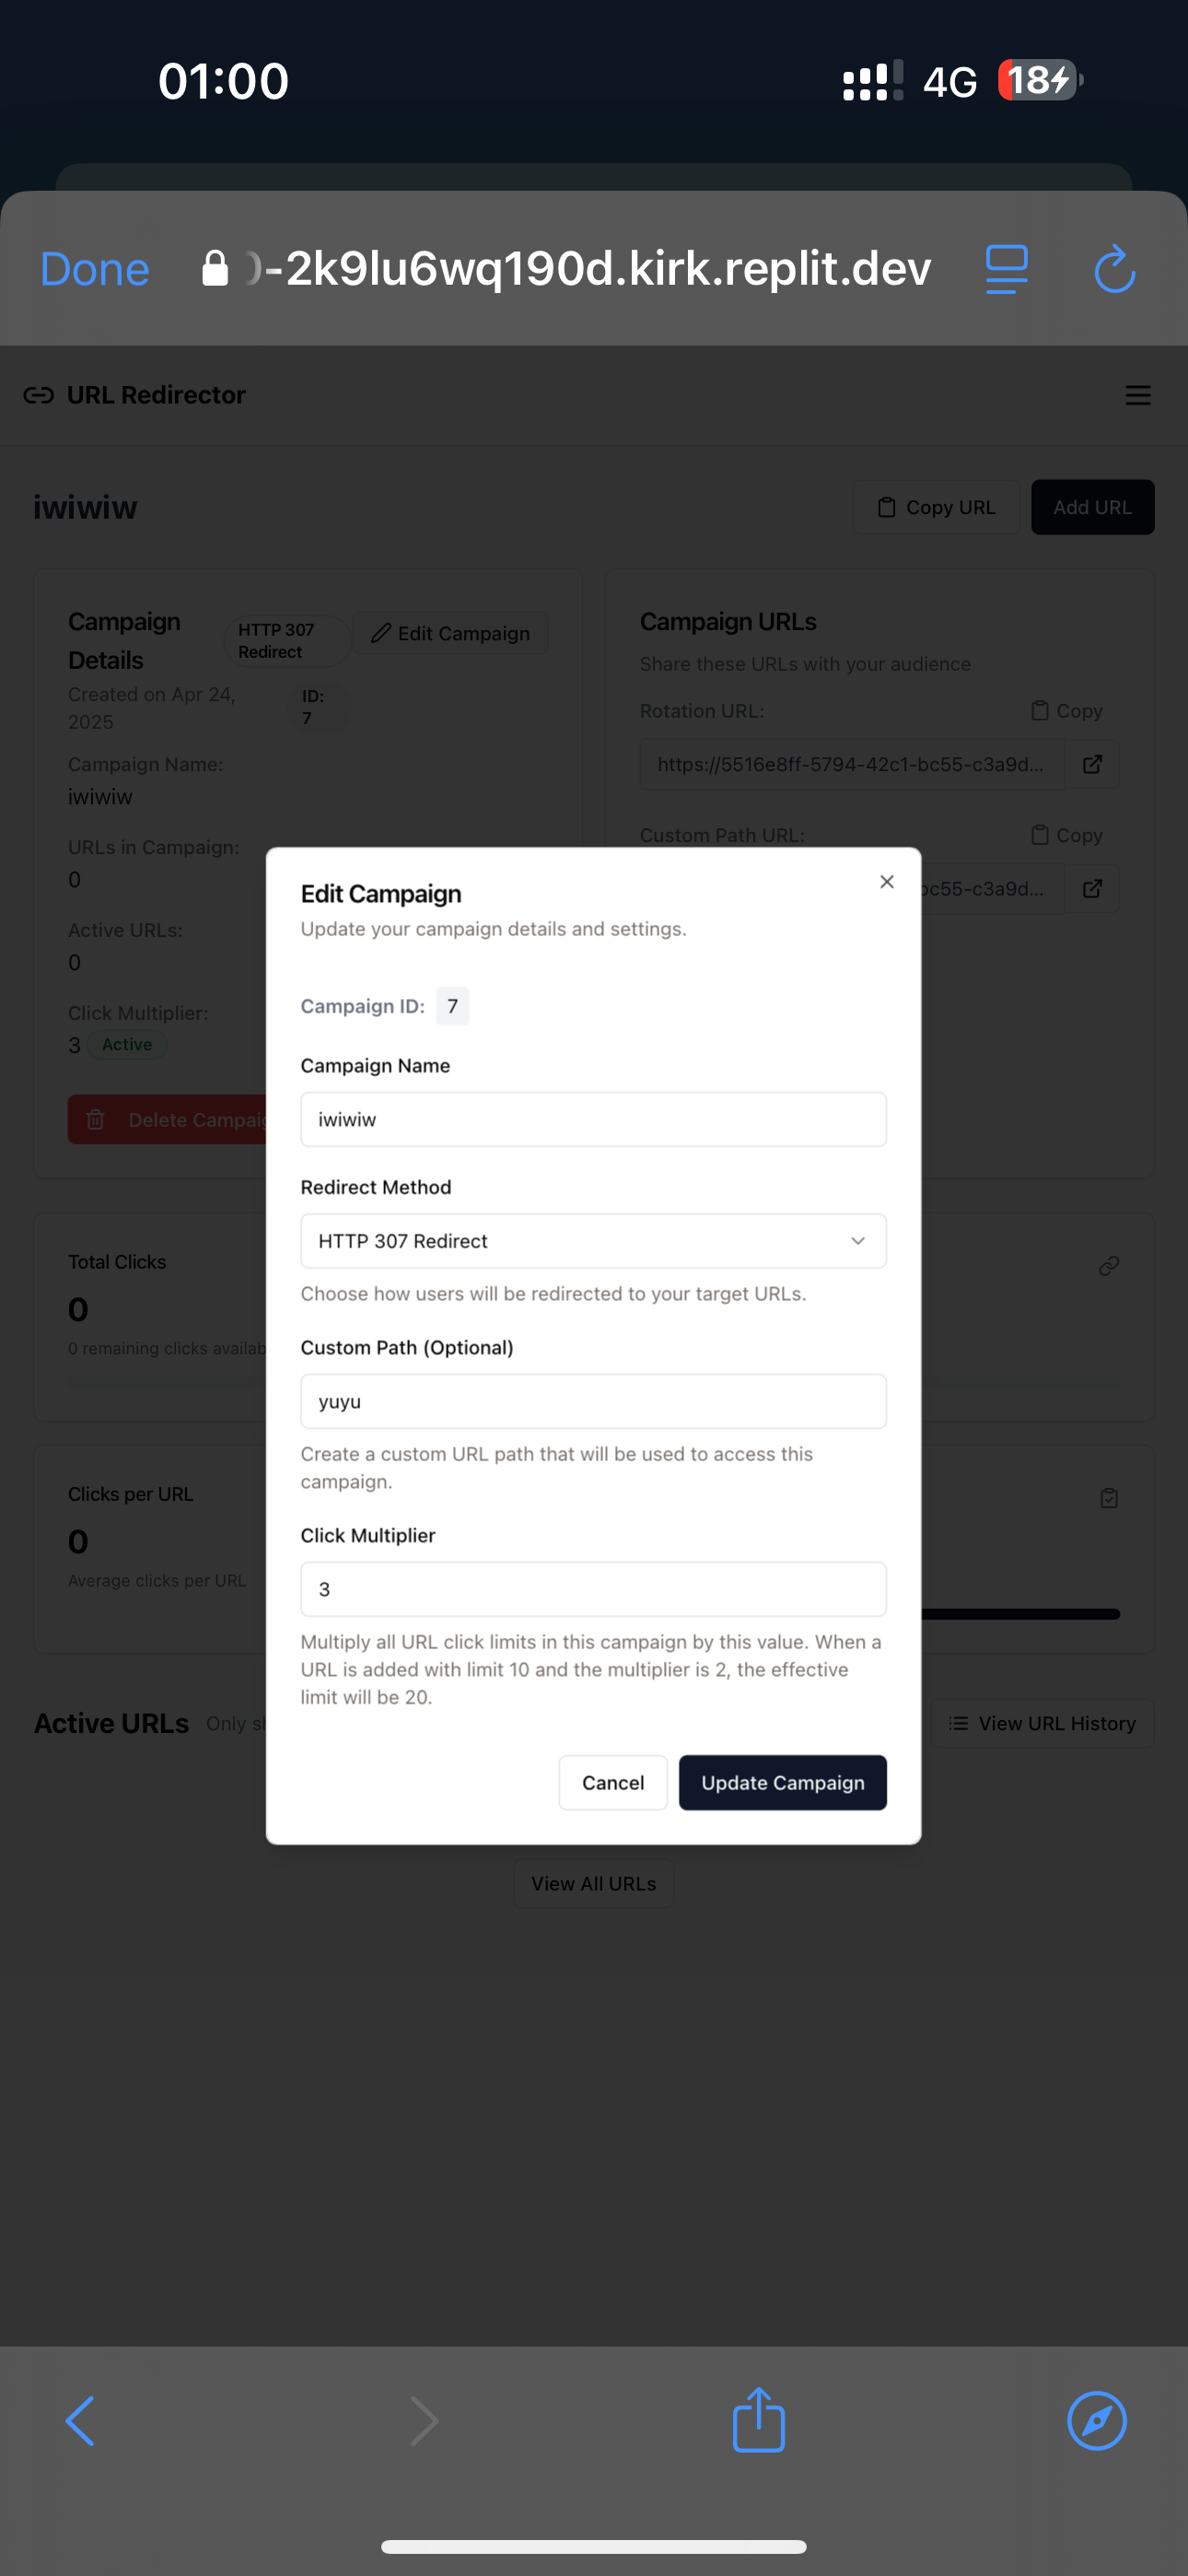 01:00
4G
18
Done
-2k9lu6wq190d.kirk.replit.dev
URL Redirector
iwiwiw
Copy URL
Add URL
Campaign
Details
HTTP 307
Redirect
Edit Campaign
Created on Apr 24,
2025
ID:
7
Campaign Name:
iwiwiw
URLs in Campaign:
0
Active URLs:
0
Click Multiplier:
3 Active
Delete Campaig
Campaign URLs
Share these URLs with your audience
Rotation URL:
Copy
https://5516e8ff-5794-42c1-bc55-c3a9d...
Custom Path URL:
Copy
bc55-c3a9d...
Edit Campaign
Update your campaign details and settings.
Campaign ID: 7
Campaign Name
iwiwiw
Redirect Method
HTTP 307 Redirect
Choose how users will be redirected to your target URLs.
Custom Path (Optional)
yuyu
Create a custom URL path that will be used to access this
campaign.
Click Multiplier
3
Multiply all URL click limits in this campaign by this value. When a
URL is added with limit 10 and the multiplier is 2, the effective
limit will be 20.
Cancel
Update Campaign
Total Clicks
0
0 remaining clicks availab
Clicks per URL
0
Average clicks per URL
Active URLs
Only
View URL History
View All URLs